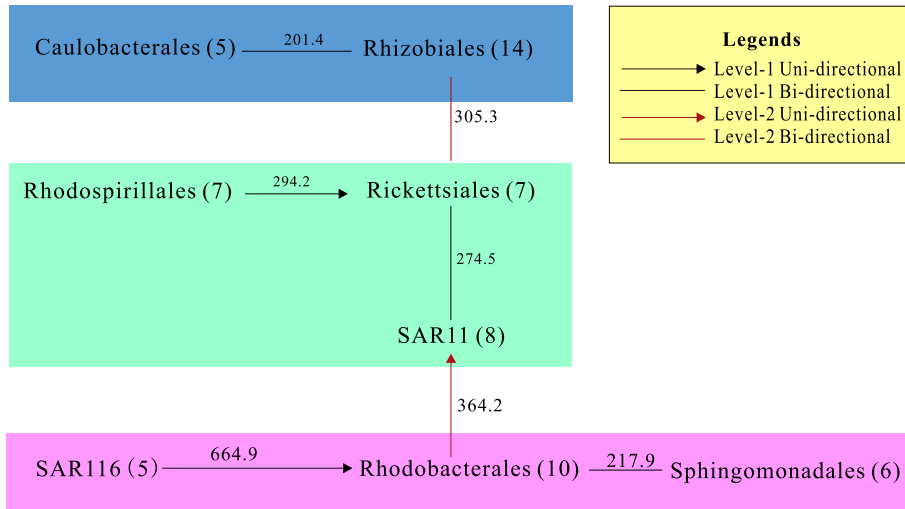 Caulobacterales (5) 201.4 Rhizobiales (14)
305.3
Rhodospirillales (7) 294.2 Rickettsiales (7)
274.5
SAR11 (8)
364.2
SAR116 (5) 664.9 Rhodobacterales (10) 217.9 Sphingomonadales (6)
Legends
Level-1 Uni-directional
Level-1 Bi-directional
Level-2 Uni-directional
Level-2 Bi-directional